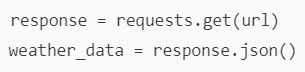 response = requests.get(url)
weather_data = response.json()